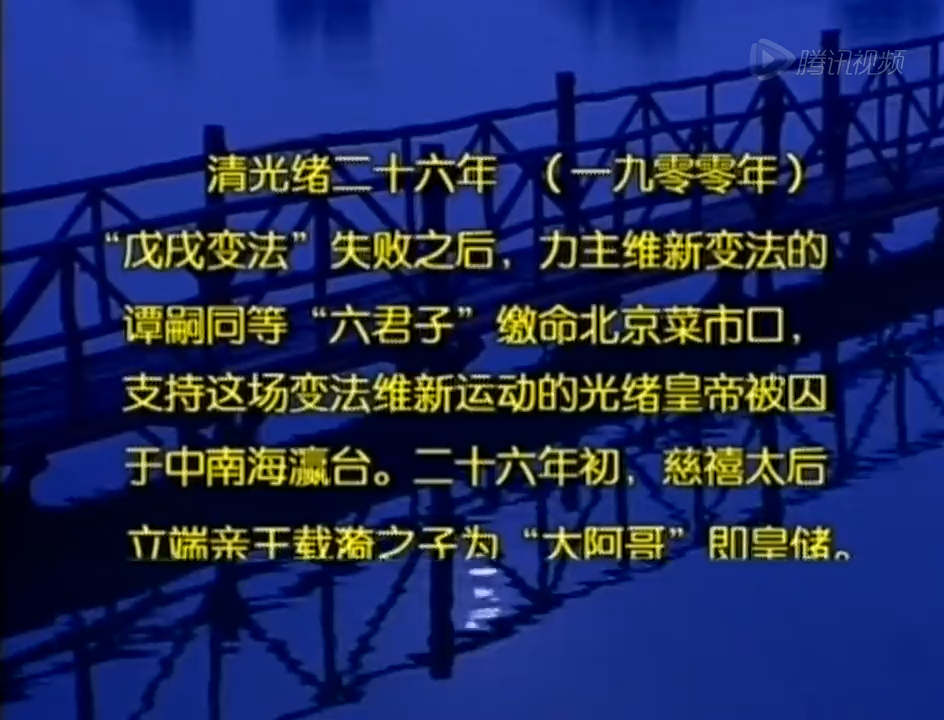 腾讯视频
清光绪二十六年 （一九零零年）
“戊戌变法”失败之后，力主维新变法的
谭嗣同等“六君子”缴命北京菜市口，
支持这场变法维新运动的光绪皇帝被囚
于中南海瀛台。二十六年初，慈禧太后
立端亲王载漪之子为“大阿哥”即皇储。